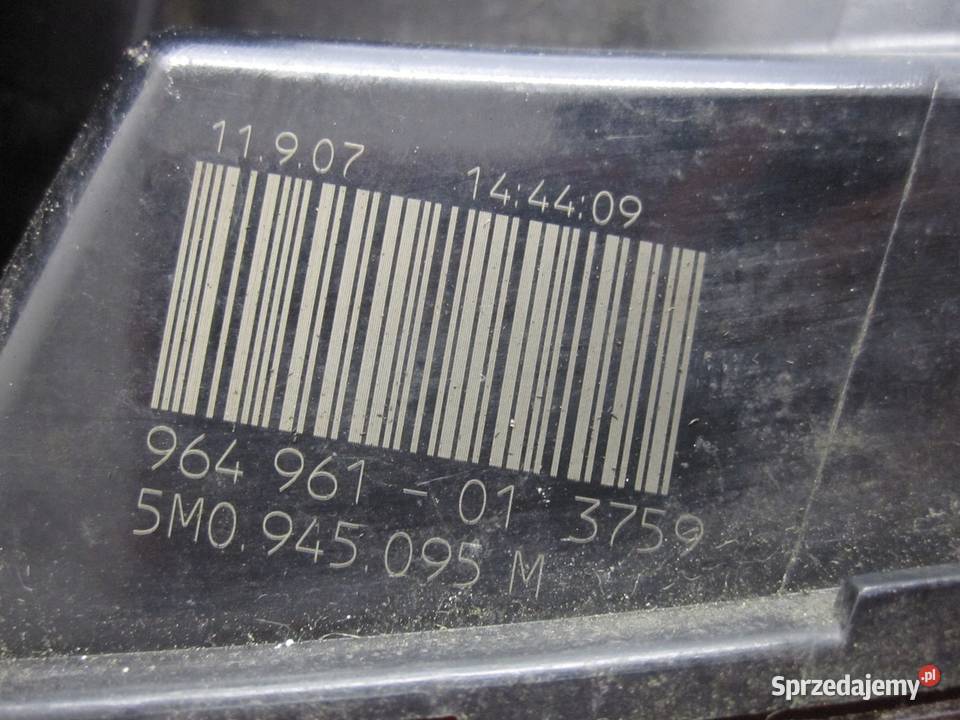 11.9.07 14:44:09
964 961 - 01 3759
5M0.945.095 M
Sprzedajemy.pl